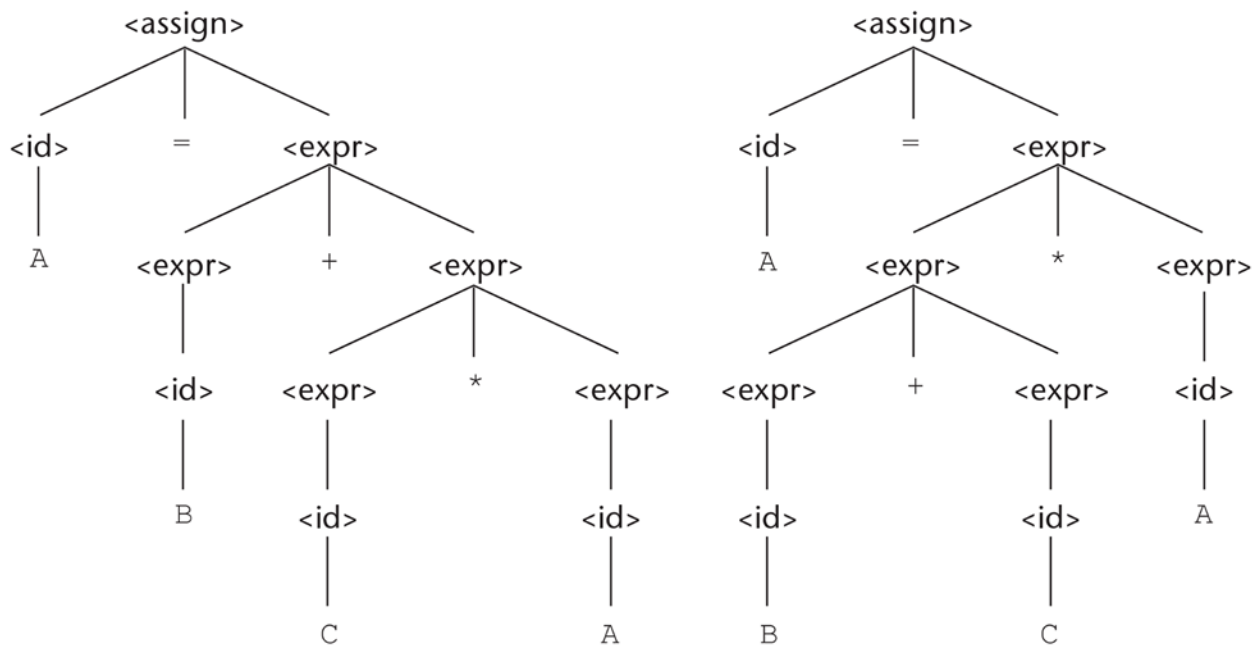 <assign> <assign>
<id> = <expr> <id> = <expr>
A <expr> + <expr> A <expr> * <expr>
<id> <expr> * <expr> <expr> + <expr> <id>
B <id> <id> <id> <id> A
C A B C